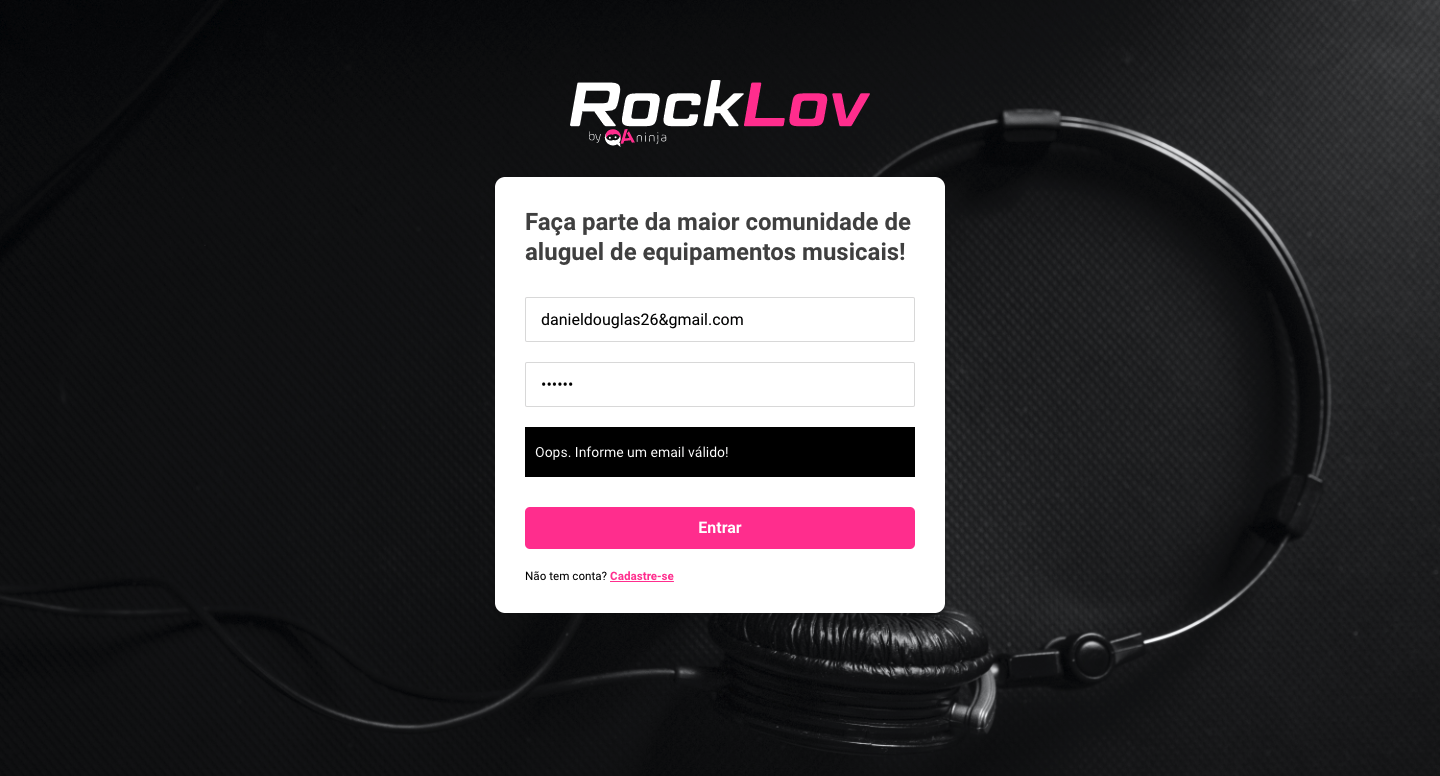 RockLov
by QAninja
Faça parte da maior comunidade de
aluguel de equipamentos musicais!
danieldouglas26&gmail.com
••••••
Oops. Informe um email válido!
Entrar
Não tem conta? Cadastre-se